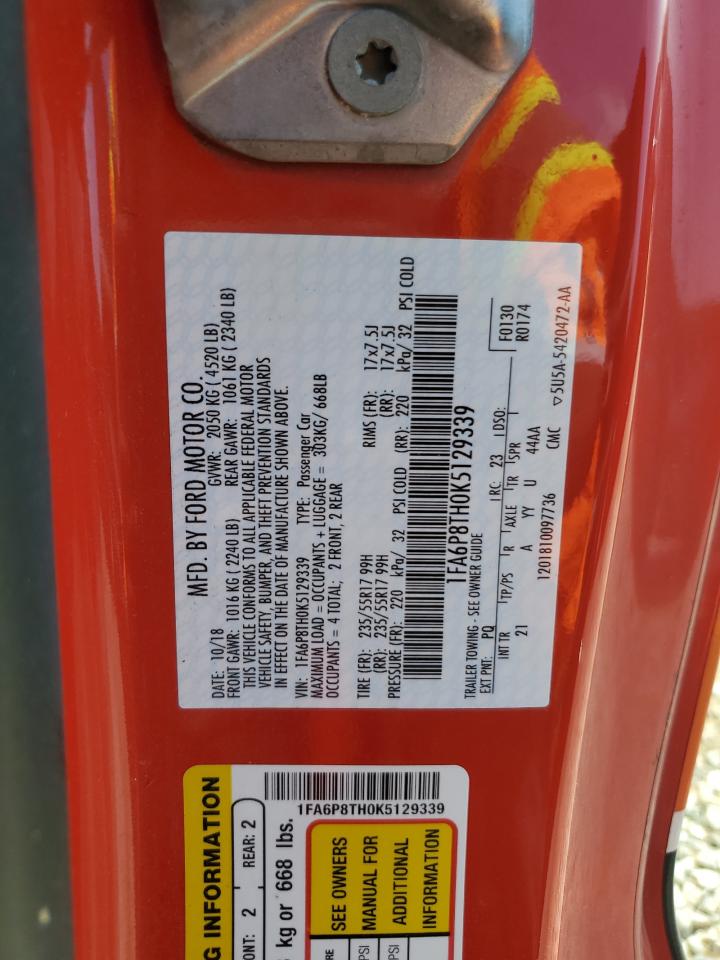 MFD. BY FORD MOTOR CO.
DATE: 10/18 GVWR: 2050 KG ( 4520 LB)
FRONT GAWR: 1016 KG ( 2240 LB) REAR GAWR: 1061 KG ( 2340 LB)
THIS VEHICLE CONFORMS TO ALL APPLICABLE FEDERAL MOTOR
VEHICLE SAFETY, BUMPER, AND THEFT PREVENTION STANDARDS
IN EFFECT ON THE DATE OF MANUFACTURE SHOWN ABOVE.
VIN: 1FA6P8TH0K5129339 TYPE: Passenger Car
MAXIMUM LOAD = OCCUPANTS + LUGGAGE = 303KG/ 668LB
OCCUPANTS = 4 TOTAL; 2 FRONT, 2 REAR
TIRE (FR): 235/55R17 99H RIMS (FR): 17x7.5J
(RR): 235/55R17 99H (RR): 17x7.5J
PRESSURE (FR): 220 kPa/ 32 PSI COLD (RR): 220 kPa/ 32 PSI COLD
1FA6P8TH0K5129339
TRAILER TOWING - SEE OWNER GUIDE
EXT PNT: PQ RC: 23 DSO: F0130
R0174
INT TR TP/PS R AXLE TR SPR
21 A YY U 44AA
1201810097736 CMC
▽5U5A-5420472-AA
G INFORMATION
ONT: 2 REAR: 2
kg or 668 lbs.
1FA6P8TH0K5129339
SEE OWNERS
MANUAL FOR
ADDITIONAL
INFORMATION
RE
PSI
PSI